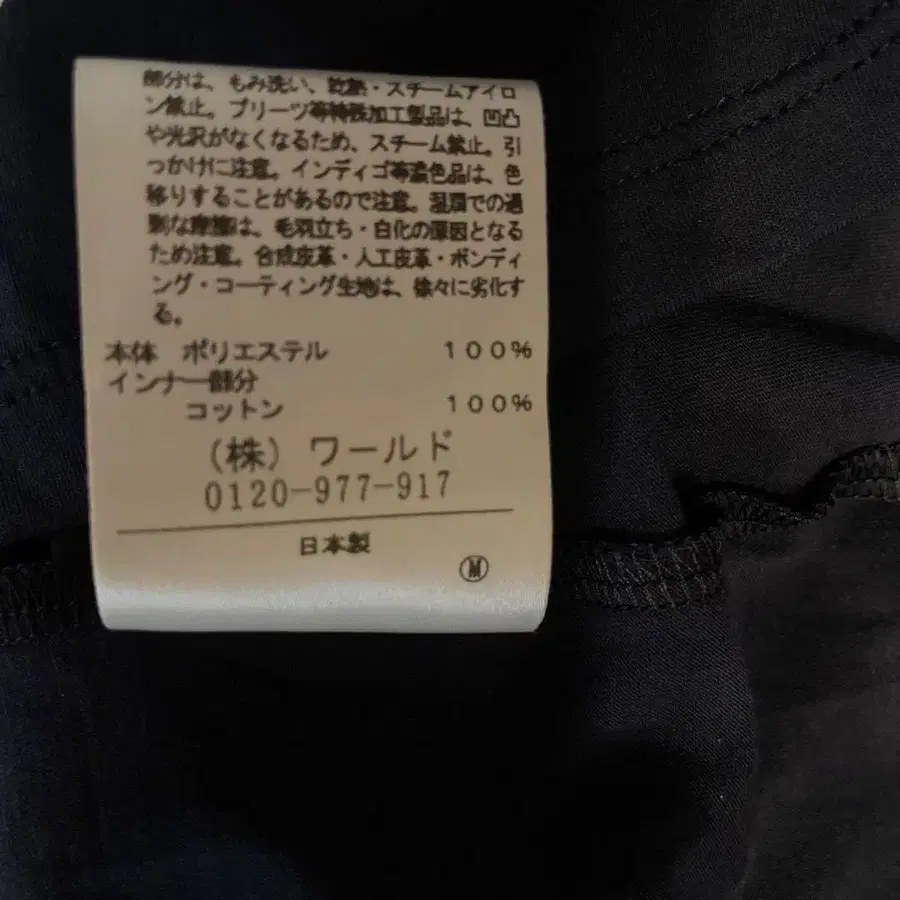 部分は、もみ洗い、乾熱・スチームアイロ
ン禁止。プリーツ等特殊加工製品は、凹凸
や光沢がなくなるため、スチーム禁止。引
っかけに注意。インディゴ等濃色品は、色
移りすることがあるので注意。湿潤での過
剰な摩擦は、毛羽立ち・白化の原因となる
ため注意。合成皮革・人工皮革・ボンディ
ング・コーティング生地は、徐々に劣化す
る。
本体 ポリエステル 100%
インナー部分
コットン 100%
(株) ワールド
0120-977-917
日本製
Ⓜ